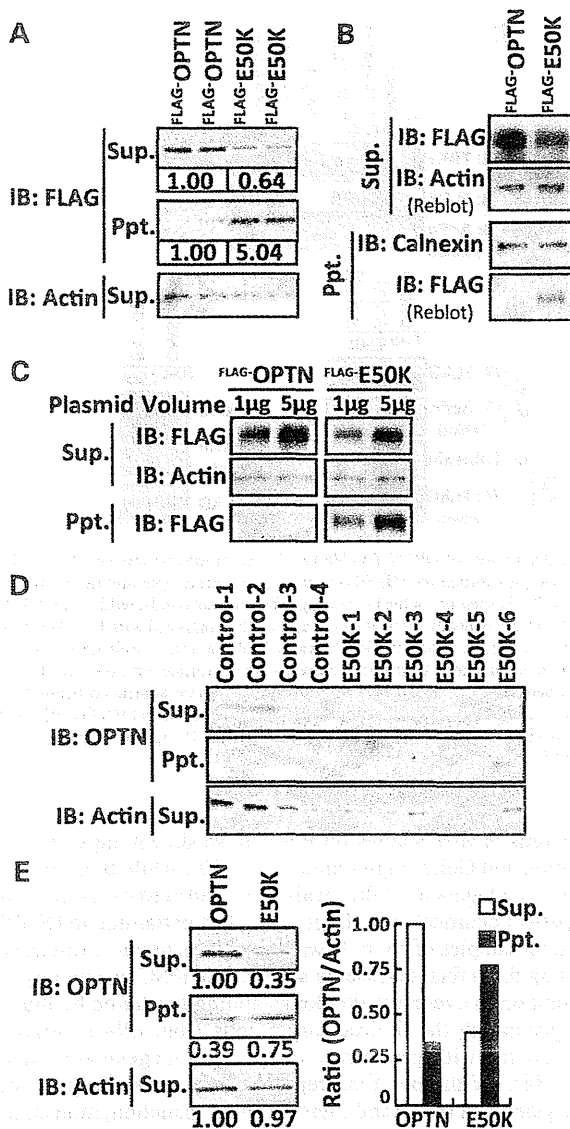 A
FLAG-OPTN
FLAG-OPTN
FLAG-E50K
FLAG-E50K
IB: FLAG
Sup.
1.00 0.64
Ppt.
1.00 5.04
IB: Actin Sup.
B
FLAG-OPTN
FLAG-E50K
Sup.
IB: FLAG
IB: Actin
(Reblot)
Ppt.
IB: Calnexin
IB: FLAG
(Reblot)
C
FLAG-OPTN FLAG-E50K
Plasmid Volume 1µg 5µg 1µg 5µg
Sup.
IB: FLAG
IB: Actin
Ppt. IB: FLAG
D
Control-1
Control-2
Control-3
Control-4
E50K-1
E50K-2
E50K-3
E50K-4
E50K-5
E50K-6
IB: OPTN
Sup.
Ppt.
IB: Actin Sup.
E
OPTN
E50K
IB: OPTN
Sup.
1.00 0.35
Ppt.
0.39 0.75
IB: Actin Sup.
1.00 0.97
Sup.
Ppt.
Ratio (OPTN/Actin)
1.00
0.75
0.50
0.25
0
OPTN E50K